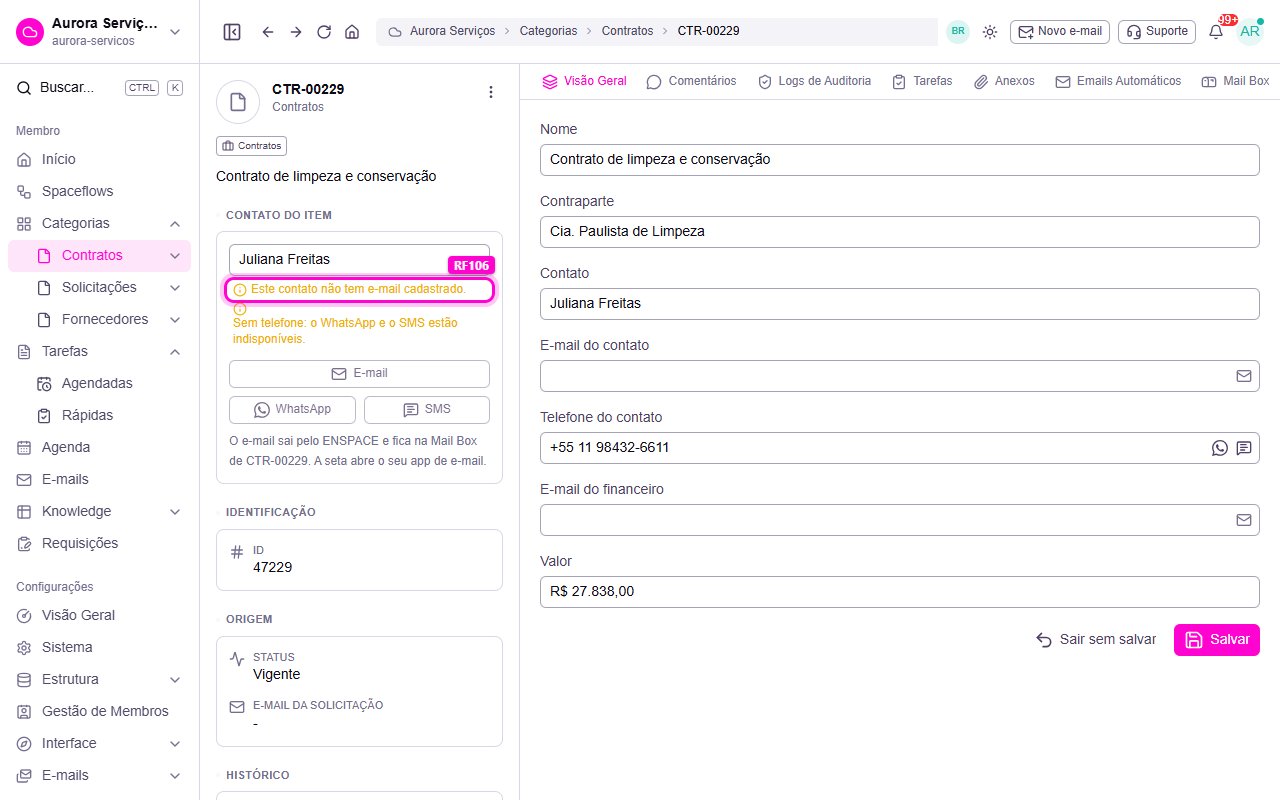 Aurora Serviç...
aurora-servicos
Aurora Serviços
Categorias
Contratos
CTR-00229
BR
Novo e-mail
Suporte
99+
AR
Buscar...
CTRL
K
Membro
Início
Spaceflows
Categorias
Contratos
Solicitações
Fornecedores
Tarefas
Agendadas
Rápidas
Agenda
E-mails
Knowledge
Requisições
Configurações
Visão Geral
Sistema
Estrutura
Gestão de Membros
Interface
E-mails
CTR-00229
Contratos
Contratos
Contrato de limpeza e conservação
CONTATO DO ITEM
Juliana Freitas
RF106
Este contato não tem e-mail cadastrado.
Sem telefone: o WhatsApp e o SMS estão
indisponíveis.
E-mail
WhatsApp
SMS
O e-mail sai pelo ENSPACE e fica na Mail Box
de CTR-00229. A seta abre o seu app de e-mail.
IDENTIFICAÇÃO
ID
47229
ORIGEM
STATUS
Vigente
E-MAIL DA SOLICITAÇÃO
-
HISTÓRICO
Visão Geral
Comentários
Logs de Auditoria
Tarefas
Anexos
Emails Automáticos
Mail Box
Nome
Contrato de limpeza e conservação
Contraparte
Cia. Paulista de Limpeza
Contato
Juliana Freitas
E-mail do contato
Telefone do contato
+55 11 98432-6611
E-mail do financeiro
Valor
R$ 27.838,00
Sair sem salvar
Salvar